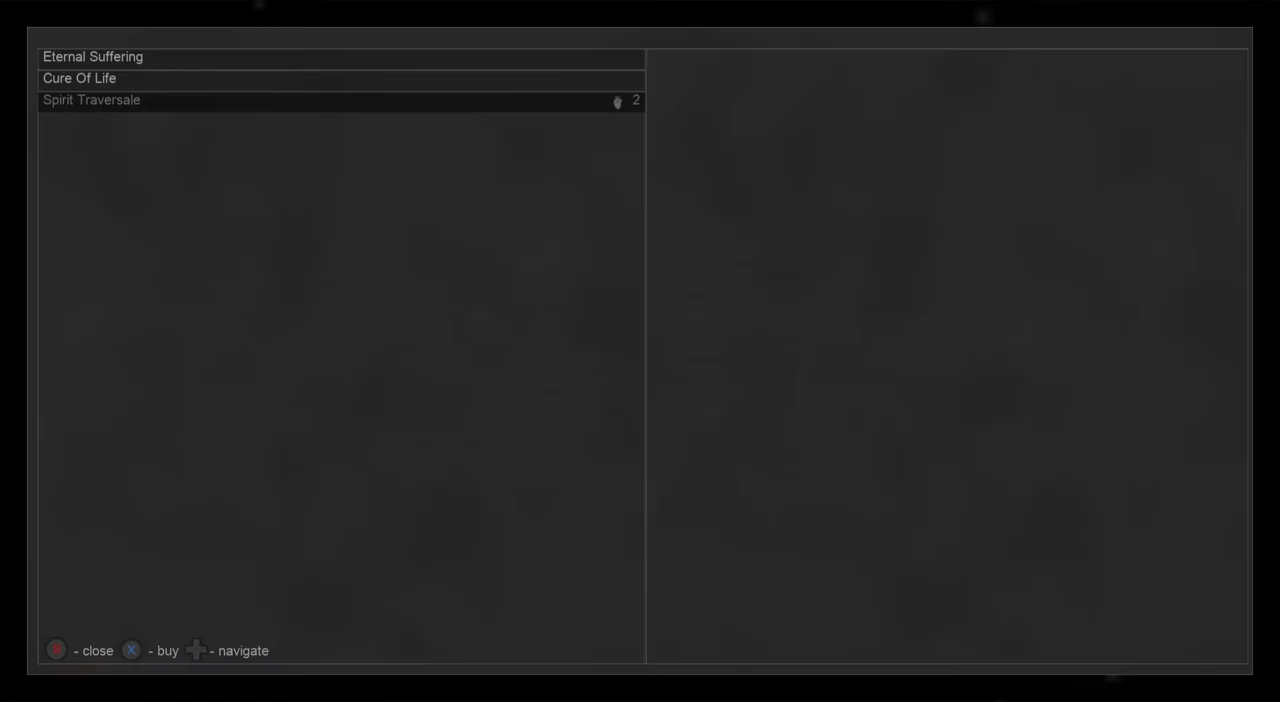 Eternal Suffering
Cure Of Life
Spirit Traversale 2
B - close X - buy - navigate